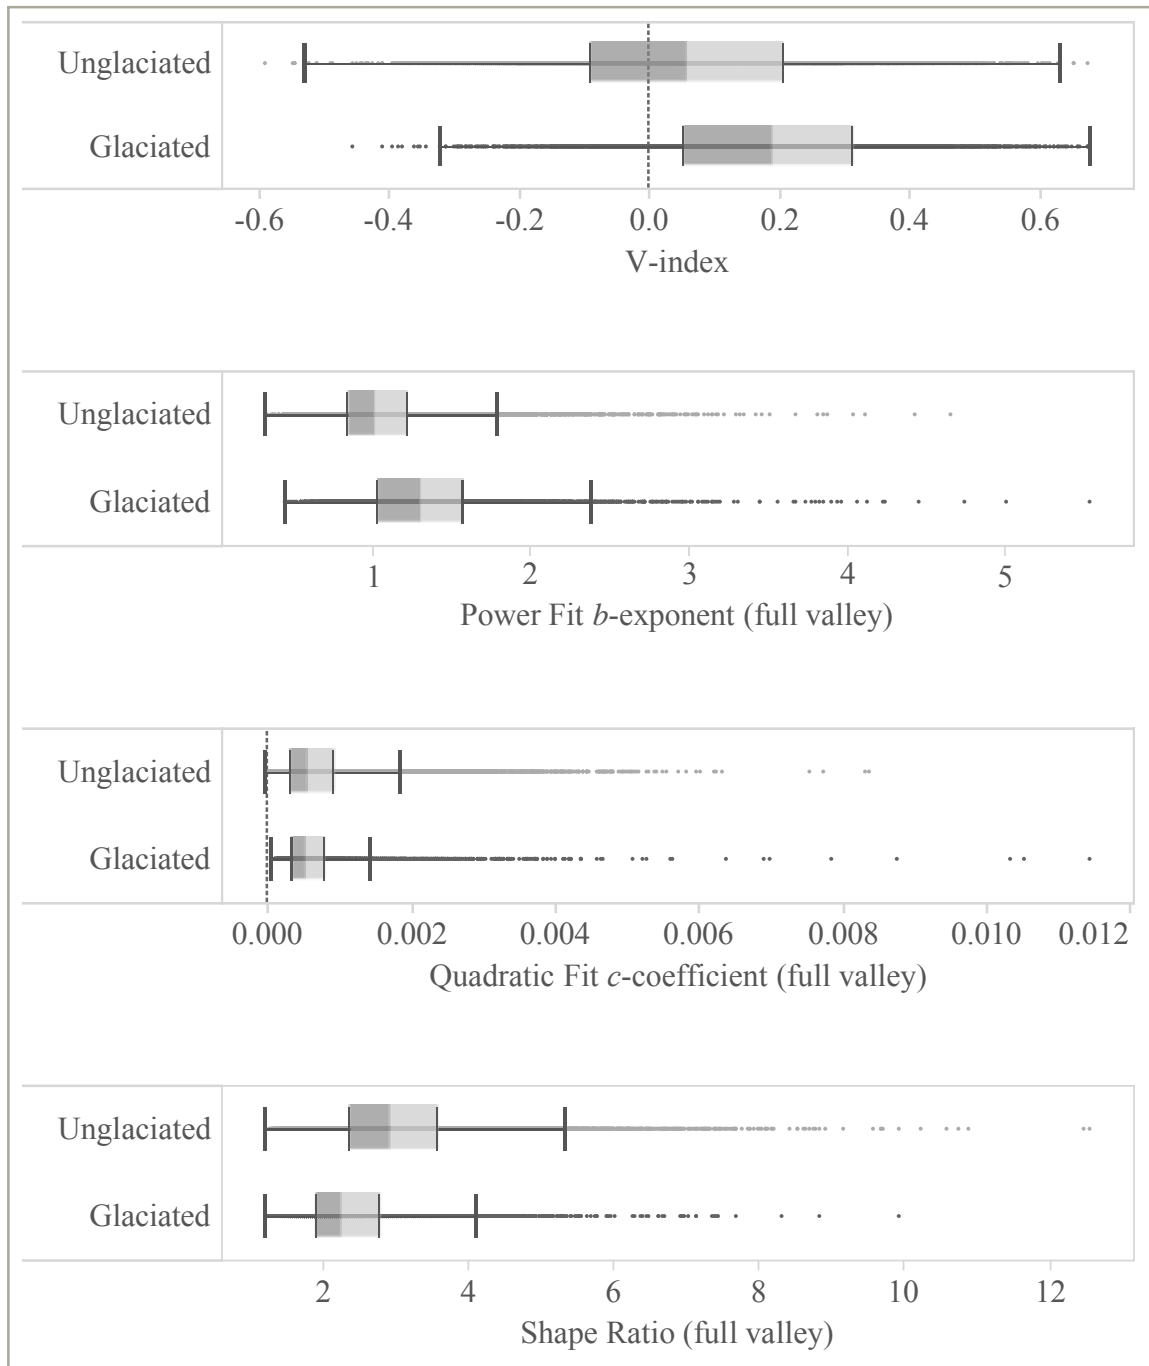 Unglaciated
Glaciated
-0.6 -0.4 -0.2 0.0 0.2 0.4 0.6
V-index
Unglaciated
Glaciated
1 2 3 4 5
Power Fit b-exponent (full valley)
Unglaciated
Glaciated
0.000 0.002 0.004 0.006 0.008 0.010 0.012
Quadratic Fit c-coefficient (full valley)
Unglaciated
Glaciated
2 4 6 8 10 12
Shape Ratio (full valley)